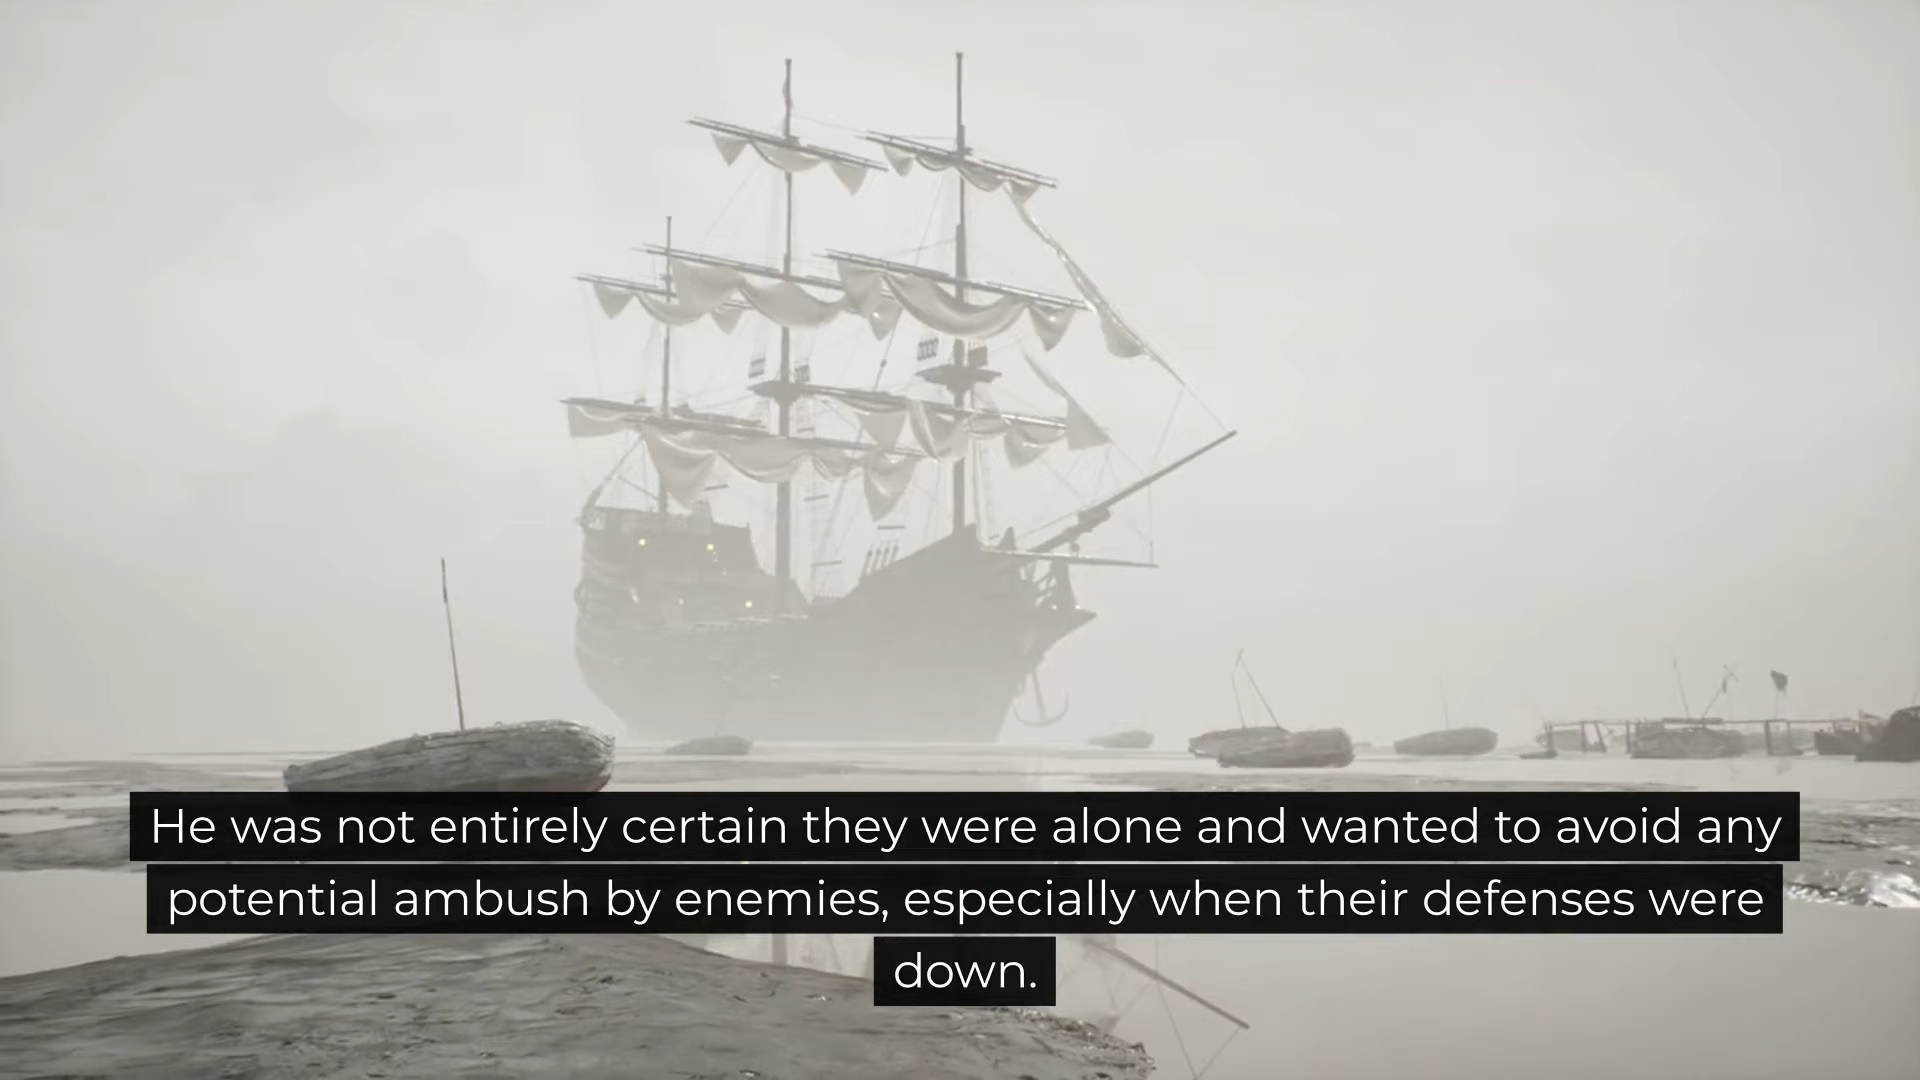 He was not entirely certain they were alone and wanted to avoid any
potential ambush by enemies, especially when their defenses were
down.